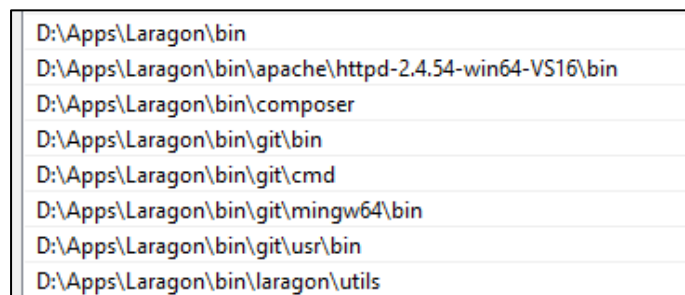 D:\Apps\Laragon\bin
D:\Apps\Laragon\bin\apache\httpd-2.4.54-win64-VS16\bin
D:\Apps\Laragon\bin\composer
D:\Apps\Laragon\bin\git\bin
D:\Apps\Laragon\bin\git\cmd
D:\Apps\Laragon\bin\git\mingw64\bin
D:\Apps\Laragon\bin\git\usr\bin
D:\Apps\Laragon\bin\laragon\utils